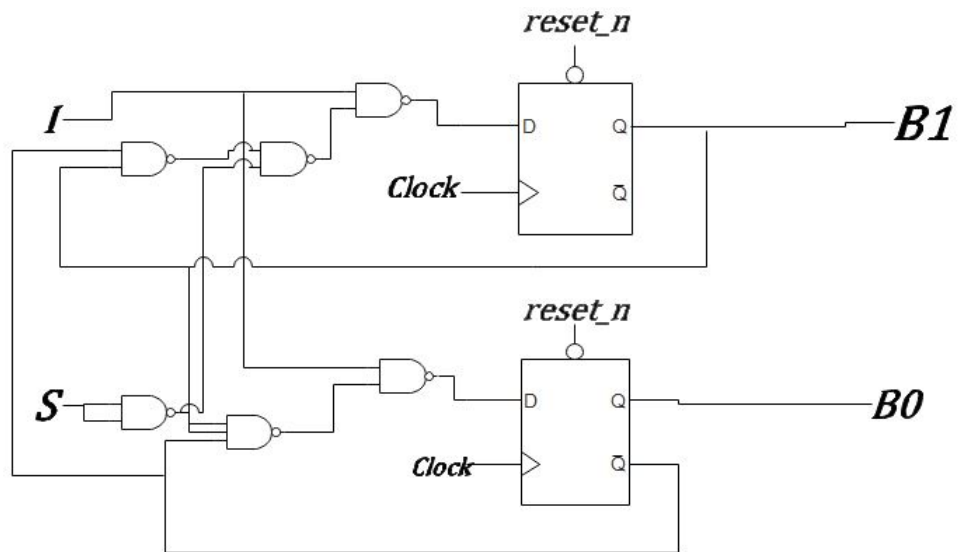 reset_n
I
D
Q
B1
Clock
Q̅
reset_n
S
D
Q
B0
Clock
Q̅